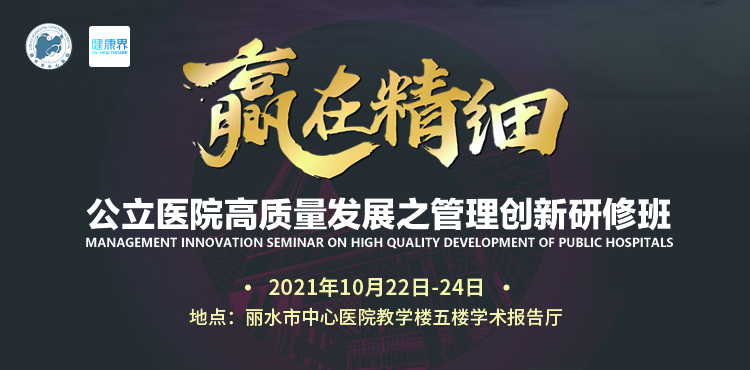 健康界
CN-HEALTHCARE
赢在精细
公立医院高质量发展之管理创新研修班
MANAGEMENT INNOVATION SEMINAR ON HIGH QUALITY DEVELOPMENT OF PUBLIC HOSPITALS
• 2021年10月22日-24日 •
地点：丽水市中心医院教学楼五楼学术报告厅